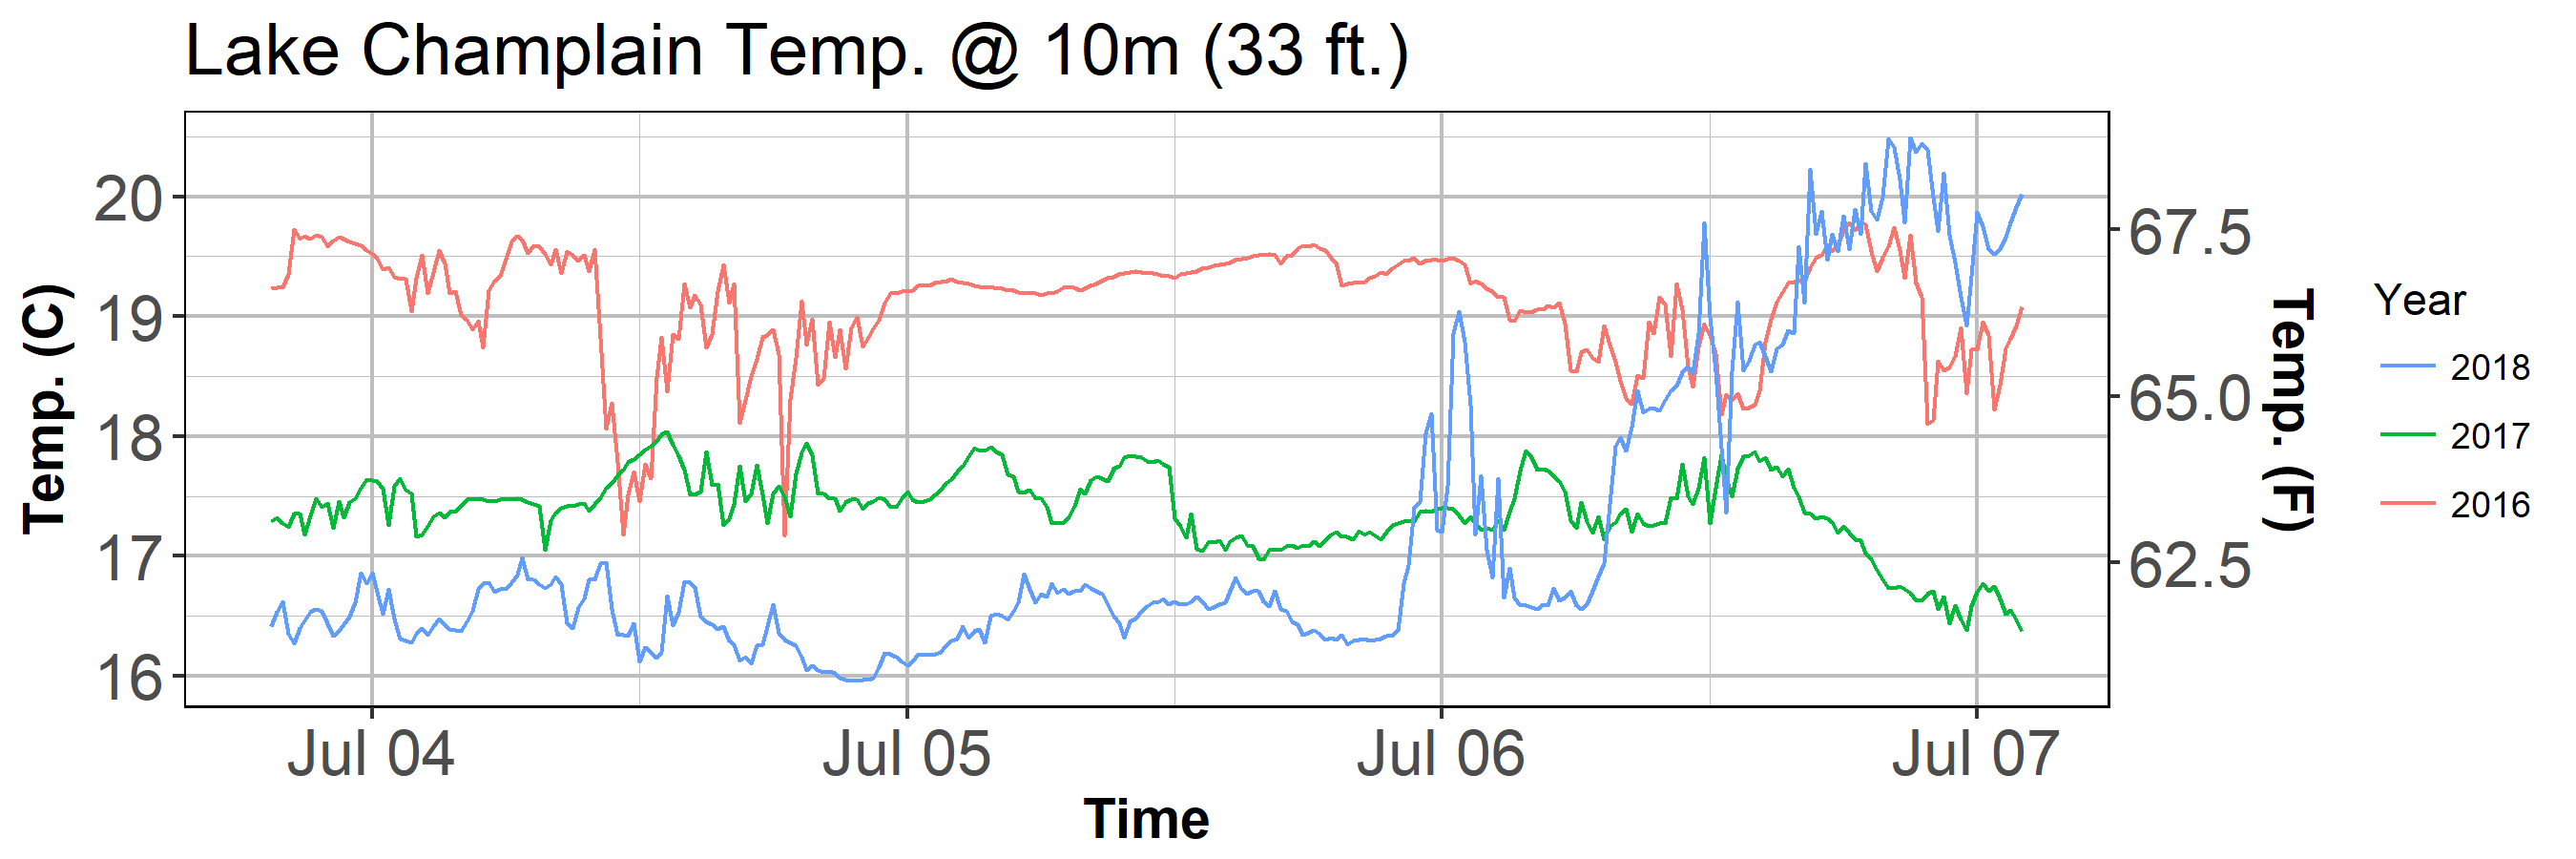 Lake Champlain Temp. @ 10m (33 ft.)
Temp. (C)
20
19
18
17
16
67.5
65.0
62.5
Temp. (F)
Jul 04
Jul 05
Jul 06
Jul 07
Time
Year
2018
2017
2016